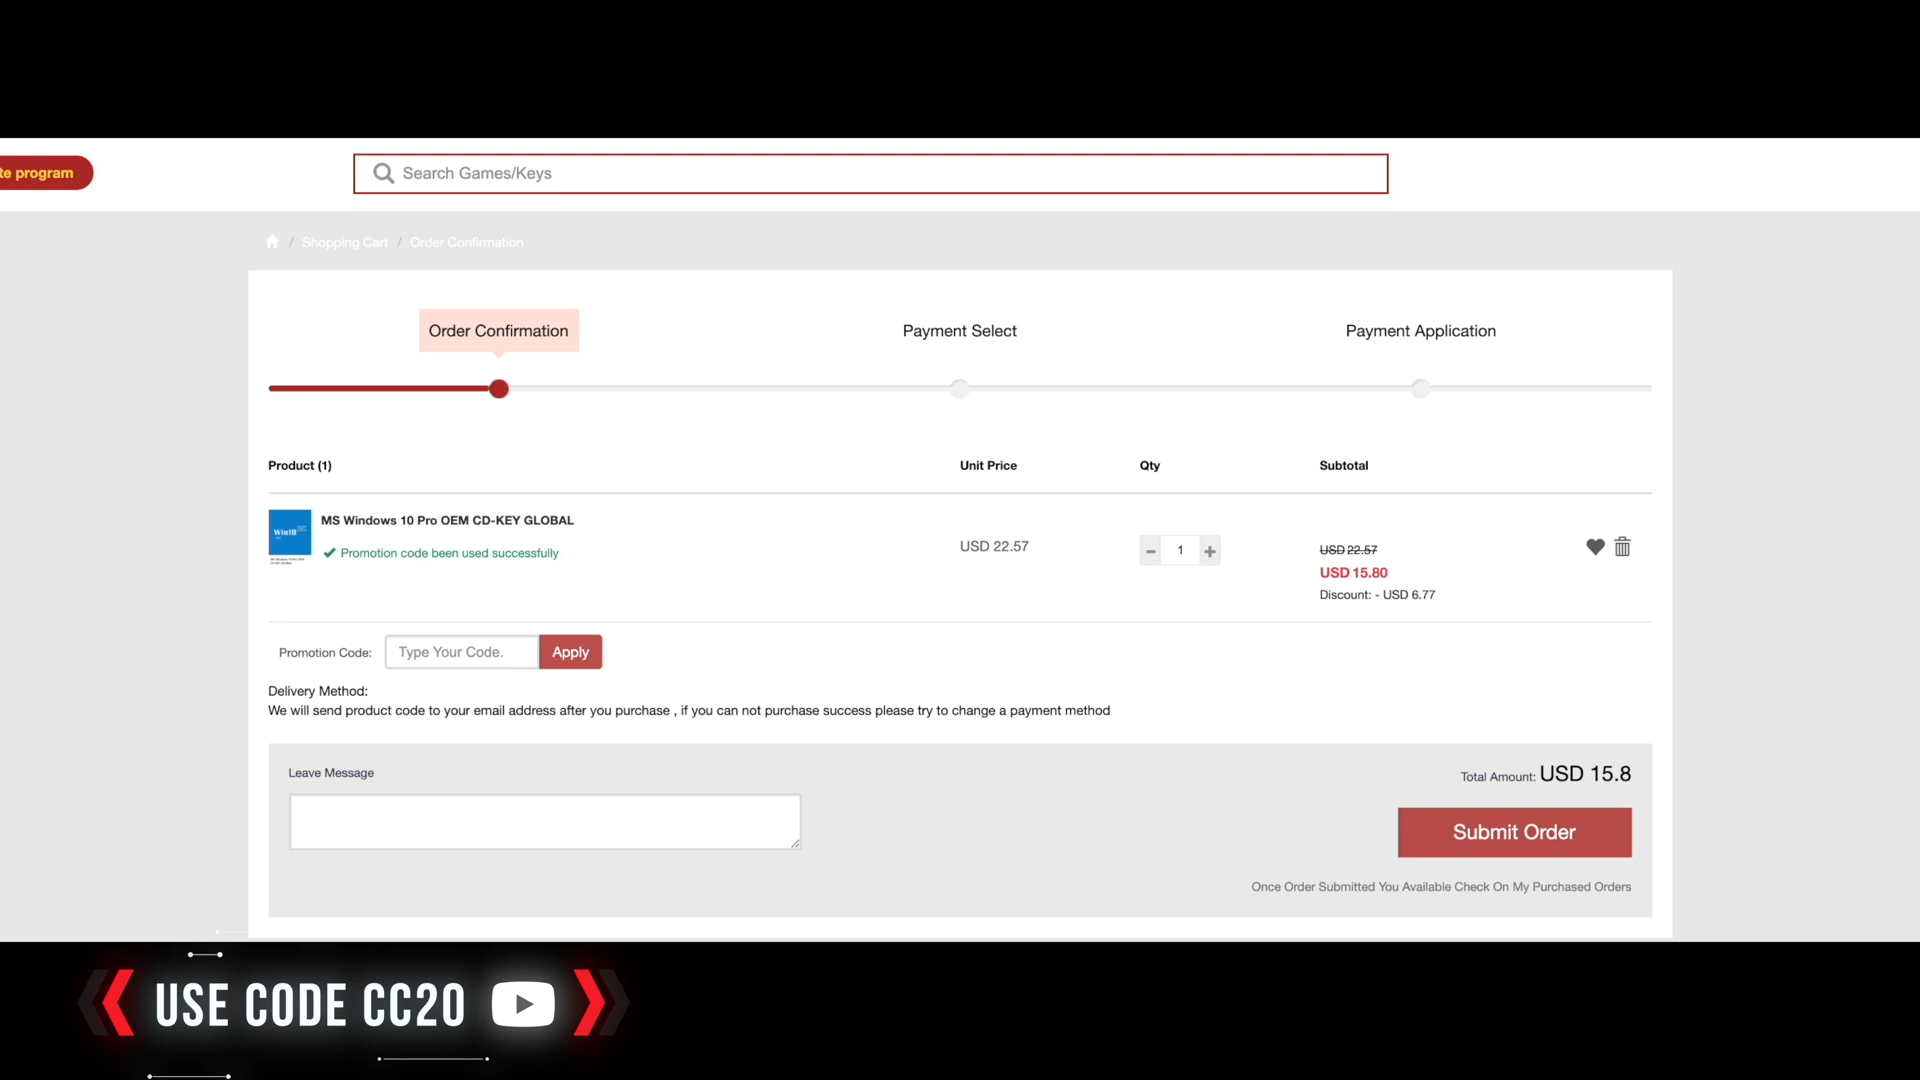 te program
Search Games/Keys
/ Shopping Cart / Order Confirmation
Order Confirmation
Payment Select
Payment Application
Product (1)
Unit Price
Qty
Subtotal
Win10
MS Windows 10 Pro OEM CD-KEY GLOBAL
Promotion code been used successfully
USD 22.57
− 1 +
USD 22.57
USD 15.80
Discount: - USD 6.77
Promotion Code: Type Your Code. Apply
Delivery Method:
We will send product code to your email address after you purchase , if you can not purchase success please try to change a payment method
Leave Message
Total Amount: USD 15.8
Submit Order
Once Order Submitted You Available Check On My Purchased Orders
USE CODE CC20